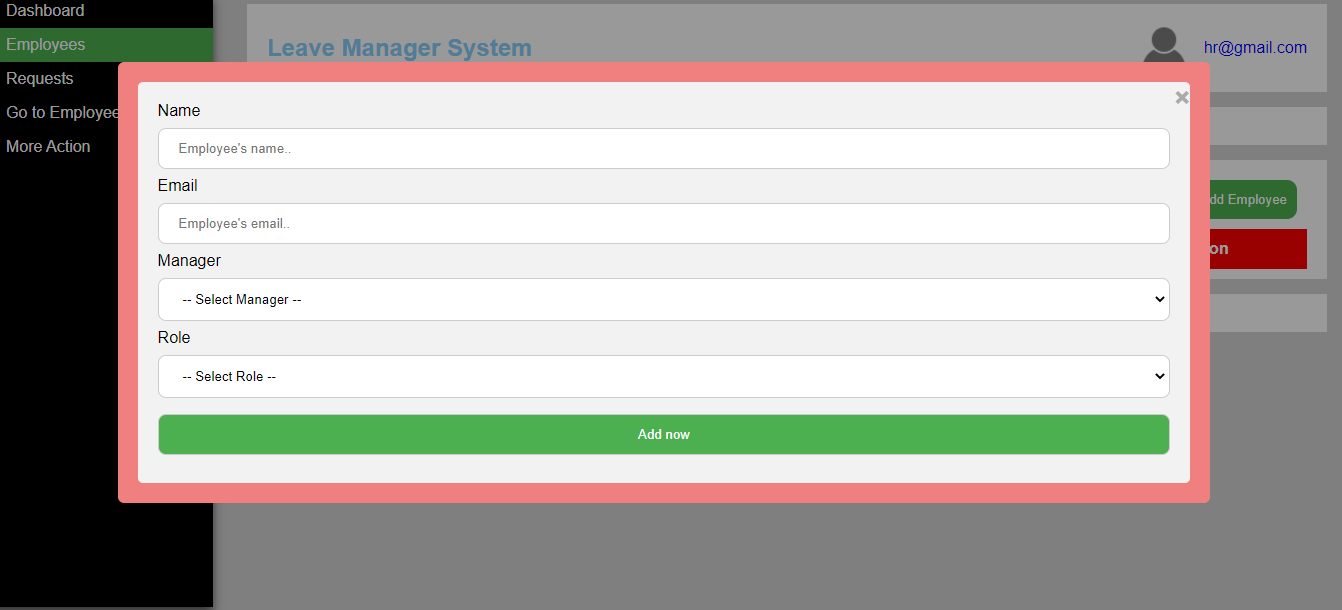 Dashboard
Employees
Requests
Go to Employee
More Action
Leave Manager System
hr@gmail.com
×
Name
Employee's name..
Email
Employee's email..
Manager
-- Select Manager --
Role
-- Select Role --
Add now
dd Employee
on